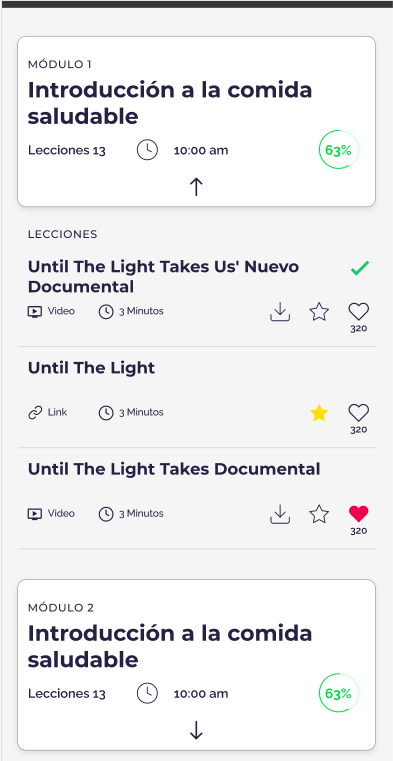 MÓDULO 1
Introducción a la comida
saludable
Lecciones 13 10:00 am 63%
LECCIONES
Until The Light Takes Us' Nuevo
Documental
Video 3 Minutos
320
Until The Light
Link 3 Minutos
320
Until The Light Takes Documental
Video 3 Minutos
320
MÓDULO 2
Introducción a la comida
saludable
Lecciones 13 10:00 am 63%